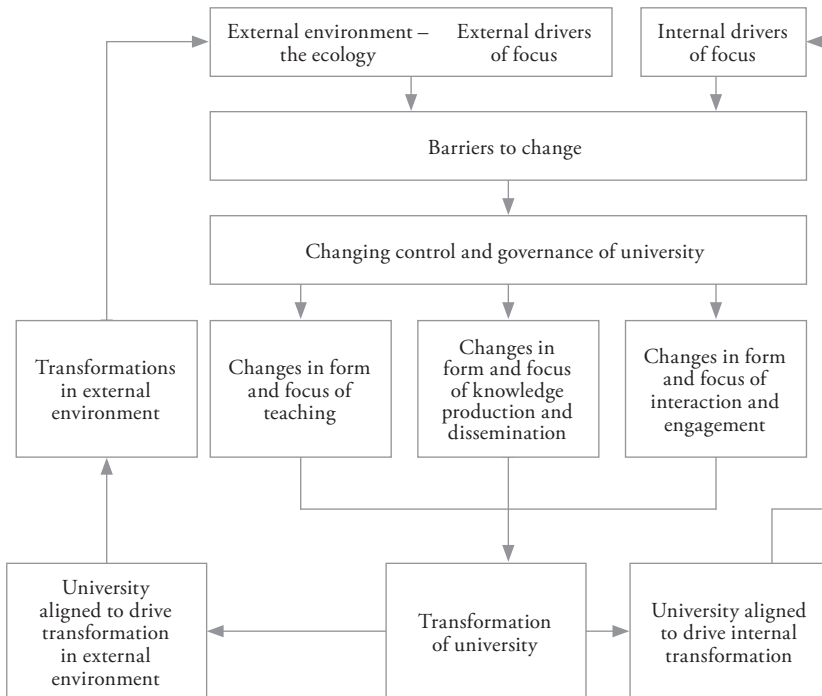 External environment –
the ecology
External drivers
of focus
Internal drivers
of focus
Barriers to change
Changing control and governance of university
Transformations
in external
environment
Changes in form
and focus of
teaching
Changes in
form and focus
of knowledge
production and
dissemination
Changes in form
and focus of
interaction and
engagement
University
aligned to drive
transformation
in external
environment
Transformation
of university
University aligned
to drive internal
transformation